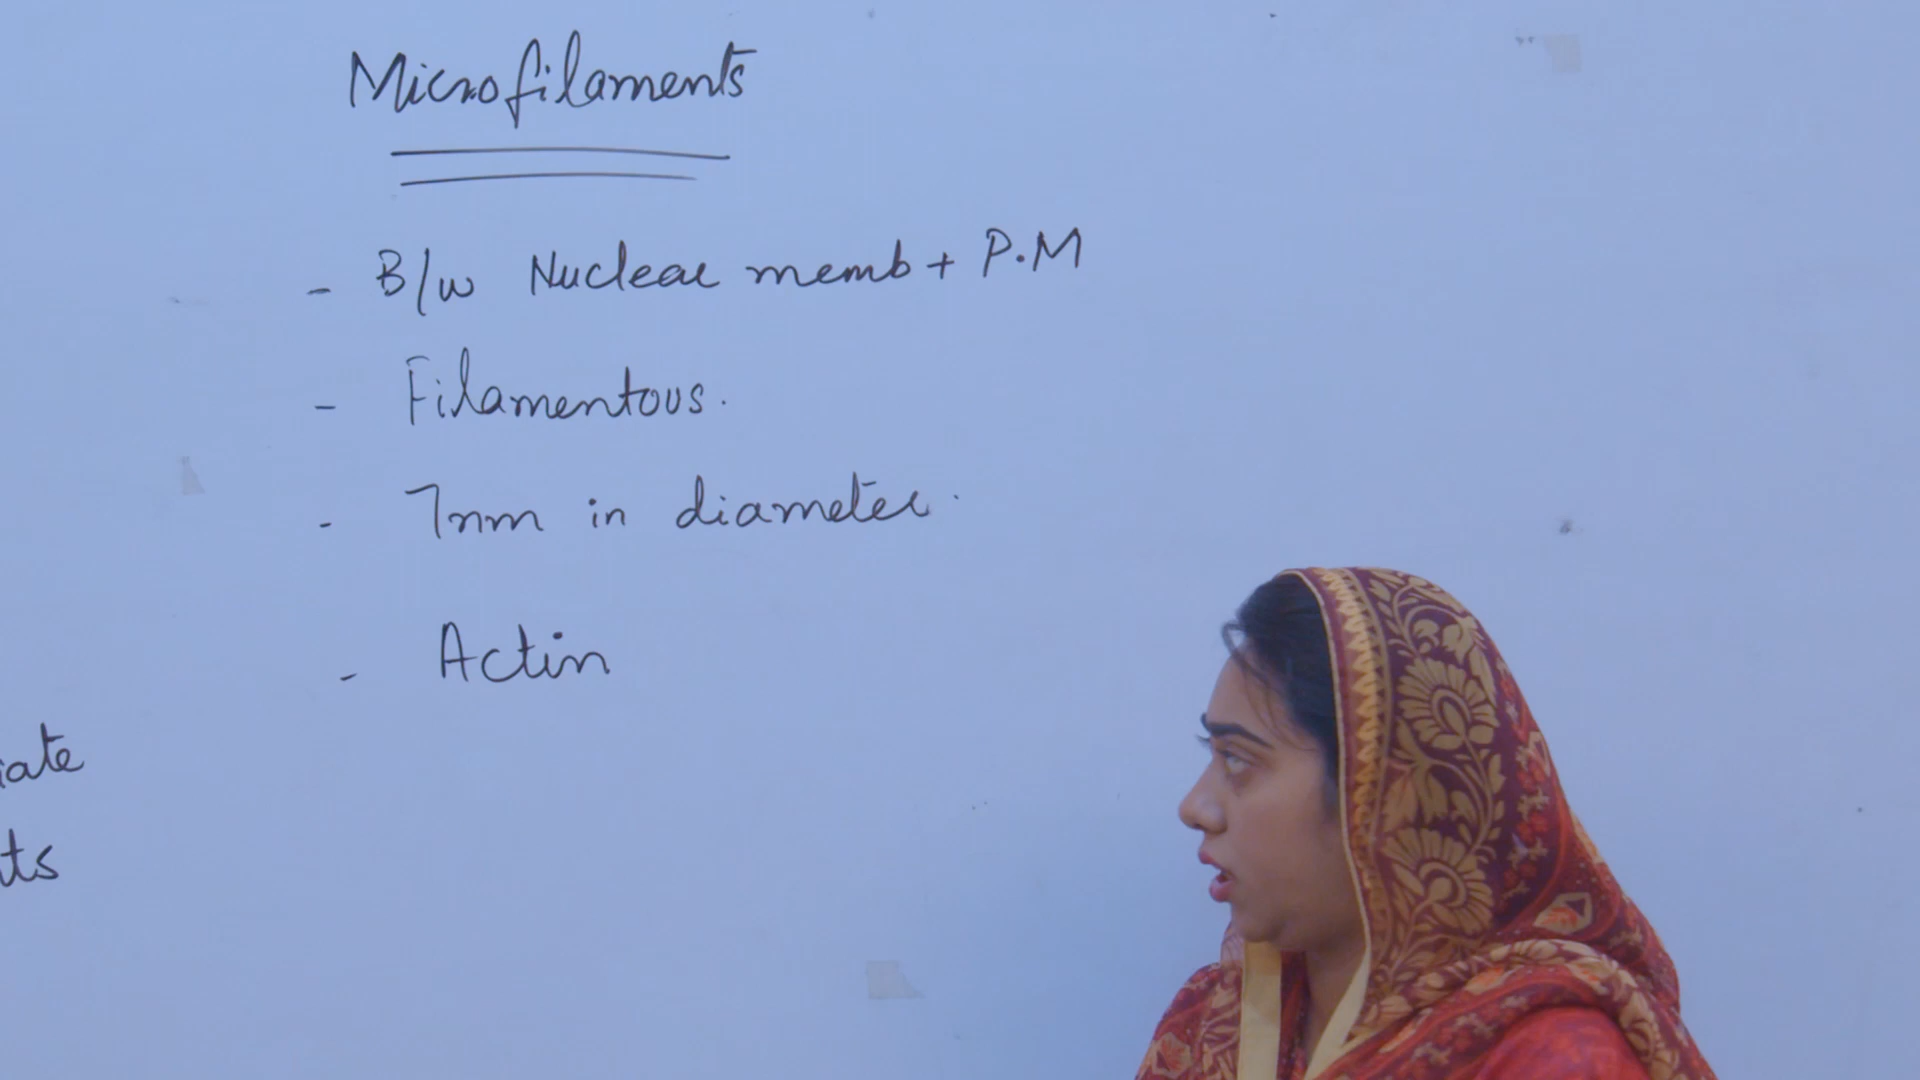 Microfilaments
- B/w Nuclear memb + P.M
- Filamentous.
- 7nm in diameter.
- Actin
iate
ts